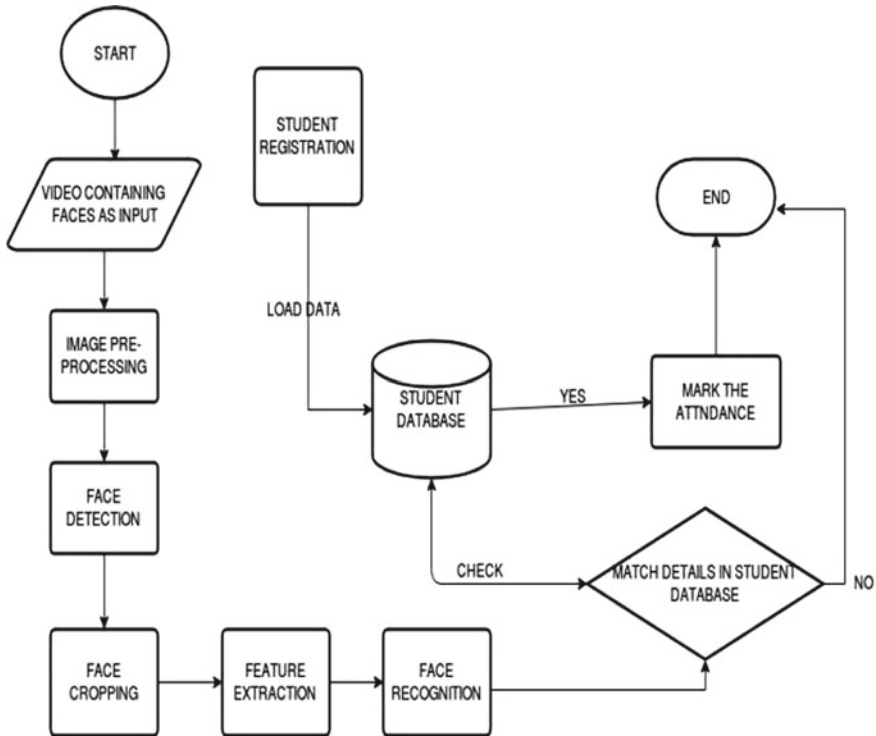 START
VIDEO CONTAINING
FACES AS INPUT
IMAGE PRE-
PROCESSING
FACE
DETECTION
FACE
CROPPING
FEATURE
EXTRACTION
FACE
RECOGNITION
MATCH DETAILS IN STUDENT
DATABASE
CHECK
NO
STUDENT
REGISTRATION
LOAD DATA
STUDENT
DATABASE
YES
MARK THE
ATTNDANCE
END